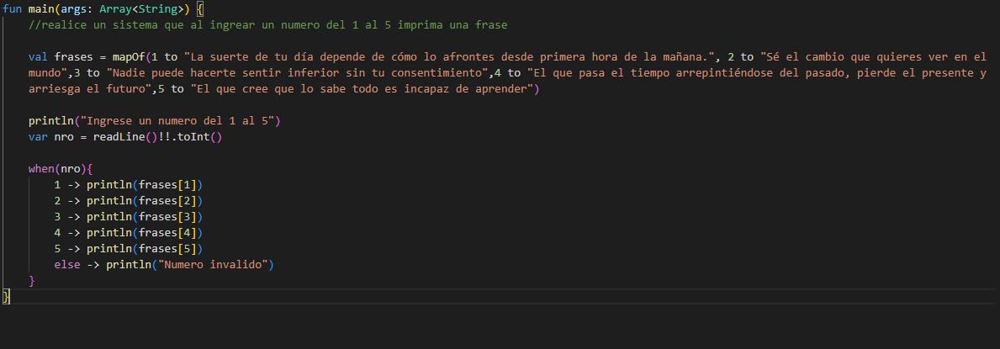 fun main(args: Array<String>) {
//realice un sistema que al ingrear un numero del 1 al 5 imprima una frase
val frases = mapOf(1 to "La suerte de tu día depende de cómo lo afrontes desde primera hora de la mañana.", 2 to "Sé el cambio que quieres ver en el
mundo",3 to "Nadie puede hacerte sentir inferior sin tu consentimiento",4 to "El que pasa el tiempo arrepintiéndose del pasado, pierde el presente y
arriesga el futuro",5 to "El que cree que lo sabe todo es incapaz de aprender")
println("Ingrese un numero del 1 al 5")
var nro = readLine()!!.toInt()
when(nro){
1 -> println(frases[1])
2 -> println(frases[2])
3 -> println(frases[3])
4 -> println(frases[4])
5 -> println(frases[5])
else -> println("Numero invalido")
}
}